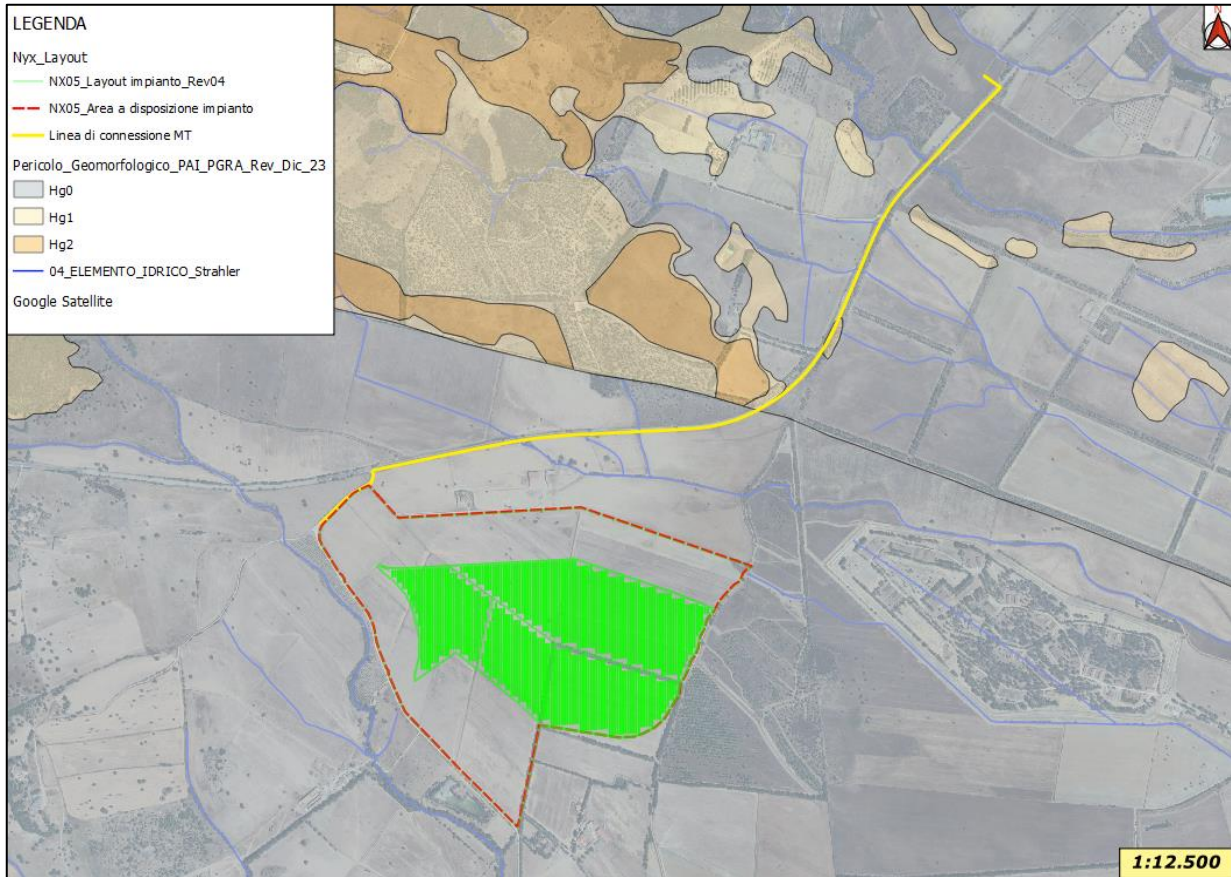 LEGENDA
N
Nyx_Layout
NX05_Layout impianto_Rev04
NX05_Area a disposizione impianto
Linea di connessione MT
Pericolo_Geomorfologico_PAI_PGRA_Rev_Dic_23
Hg0
Hg1
Hg2
04_ELEMENTO_IDRICO_Strahler
Google Satellite
1:12.500